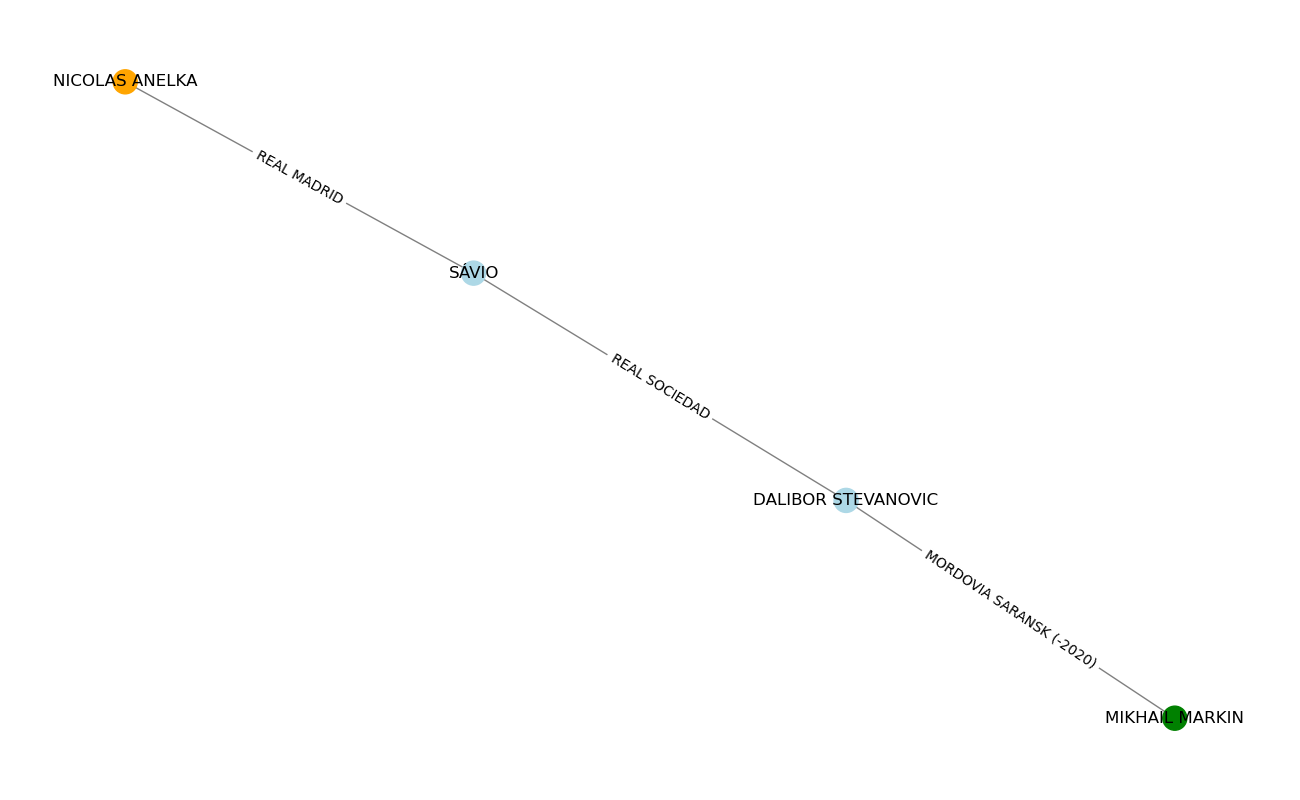 NICOLAS ANELKA
REAL MADRID
SÁVIO
REAL SOCIEDAD
DALIBOR STEVANOVIC
MORDOVIA SARANSK (-2020)
MIKHAIL MARKIN